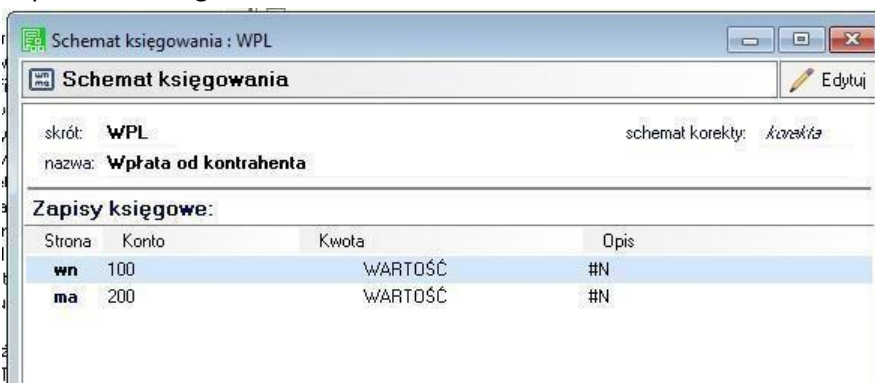 Schemat księgowania : WPL
Schemat księgowania
Edytuj
skrót: WPL schemat korekty: korekta
nazwa: Wpłata od kontrahenta
Zapisy księgowe:
Strona Konto Kwota Opis
wn 100 WARTOŚĆ #N
ma 200 WARTOŚĆ #N